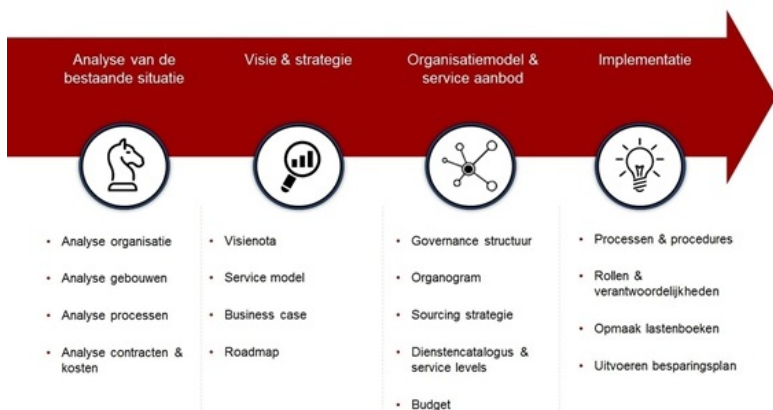 Analyse van de
bestaande situatie
Visie & strategie
Organisatiemodel &
service aanbod
Implementatie
• Analyse organisatie
• Analyse gebouwen
• Analyse processen
• Analyse contracten &
kosten
• Visienota
• Service model
• Business case
• Roadmap
• Governance structuur
• Organogram
• Sourcing strategie
• Dienstencatalogus &
service levels
• Budget
• Processen & procedures
• Rollen &
verantwoordelijkheden
• Opmaak lastenboeken
• Uitvoeren besparingsplan